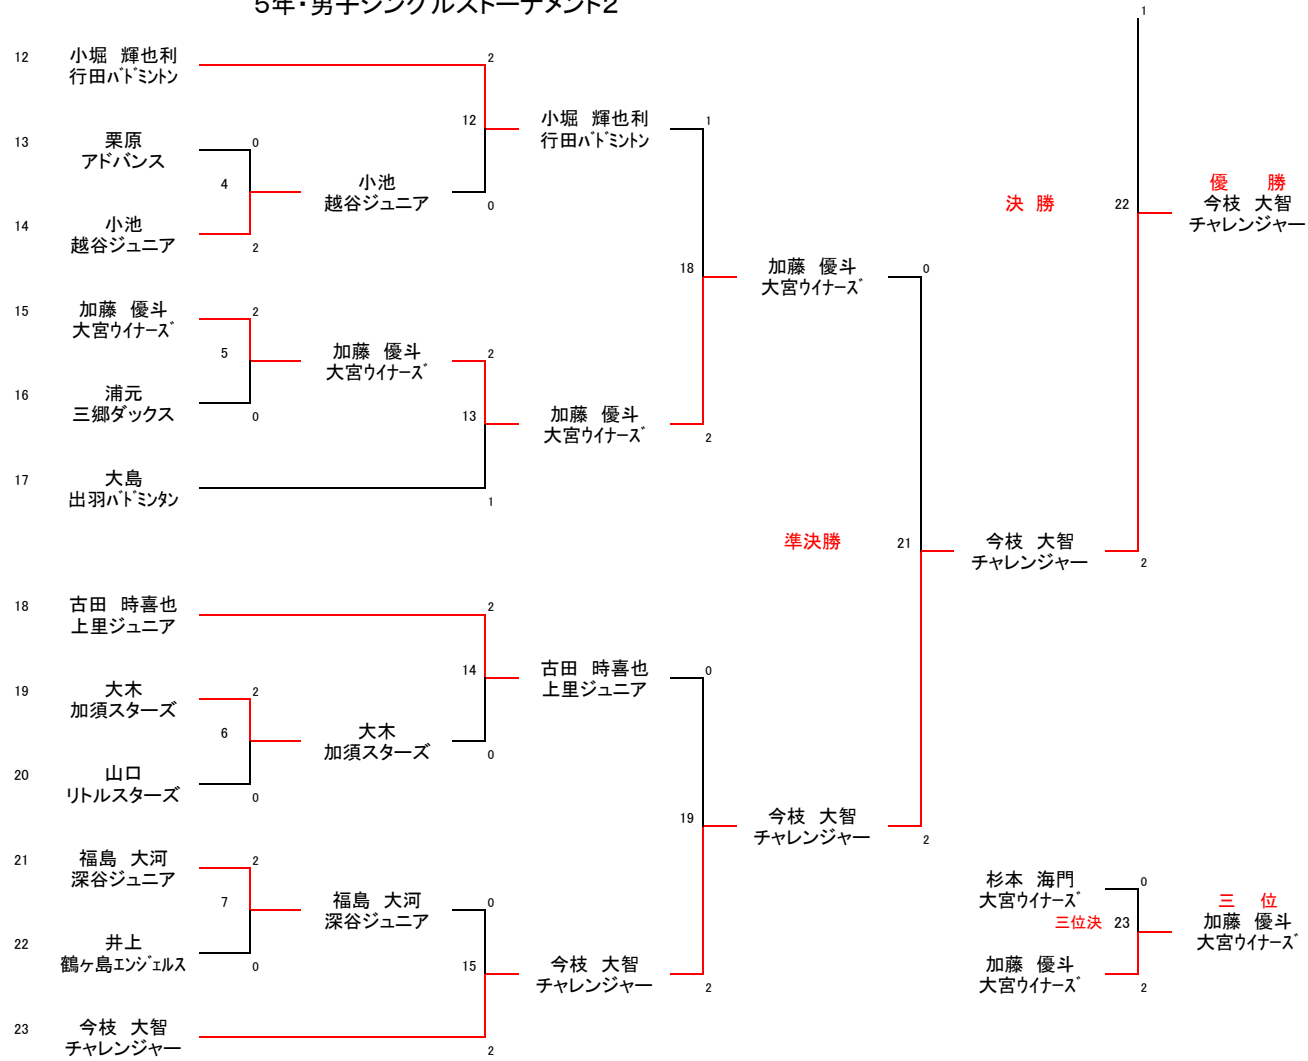 5年・男子シングルストーナメント2
1
12
小堀　輝也利
行田ﾊﾞﾄﾞﾐﾝﾄﾝ
2
12
小堀　輝也利
行田ﾊﾞﾄﾞﾐﾝﾄﾝ
1
13
栗原
アドバンス
0
4
小池
越谷ジュニア
0
14
小池
越谷ジュニア
2
決 勝
22
優　　勝
今枝 大智
チャレンジャー
18
加藤 優斗
大宮ウイナーズ
0
15
加藤 優斗
大宮ウイナーズ
2
5
加藤 優斗
大宮ウイナーズ
2
16
浦元
三郷ダックス
0
13
加藤 優斗
大宮ウイナーズ
2
17
大島
出羽ﾊﾞﾄﾞﾐﾝﾀﾝ
1
準決勝
21
今枝 大智
チャレンジャー
2
18
古田　時喜也
上里ジュニア
2
14
古田　時喜也
上里ジュニア
0
19
大木
加須スターズ
2
6
大木
加須スターズ
0
20
山口
リトルスターズ
0
19
今枝 大智
チャレンジャー
2
21
福島 大河
深谷ジュニア
2
7
福島 大河
深谷ジュニア
0
22
井上
鶴ヶ島エンジェルス
0
15
今枝 大智
チャレンジャー
2
23
今枝 大智
チャレンジャー
2
杉本 海門
大宮ウイナーズ
0
三位決
23
三　位
加藤 優斗
大宮ウイナーズ
加藤 優斗
大宮ウイナーズ
2